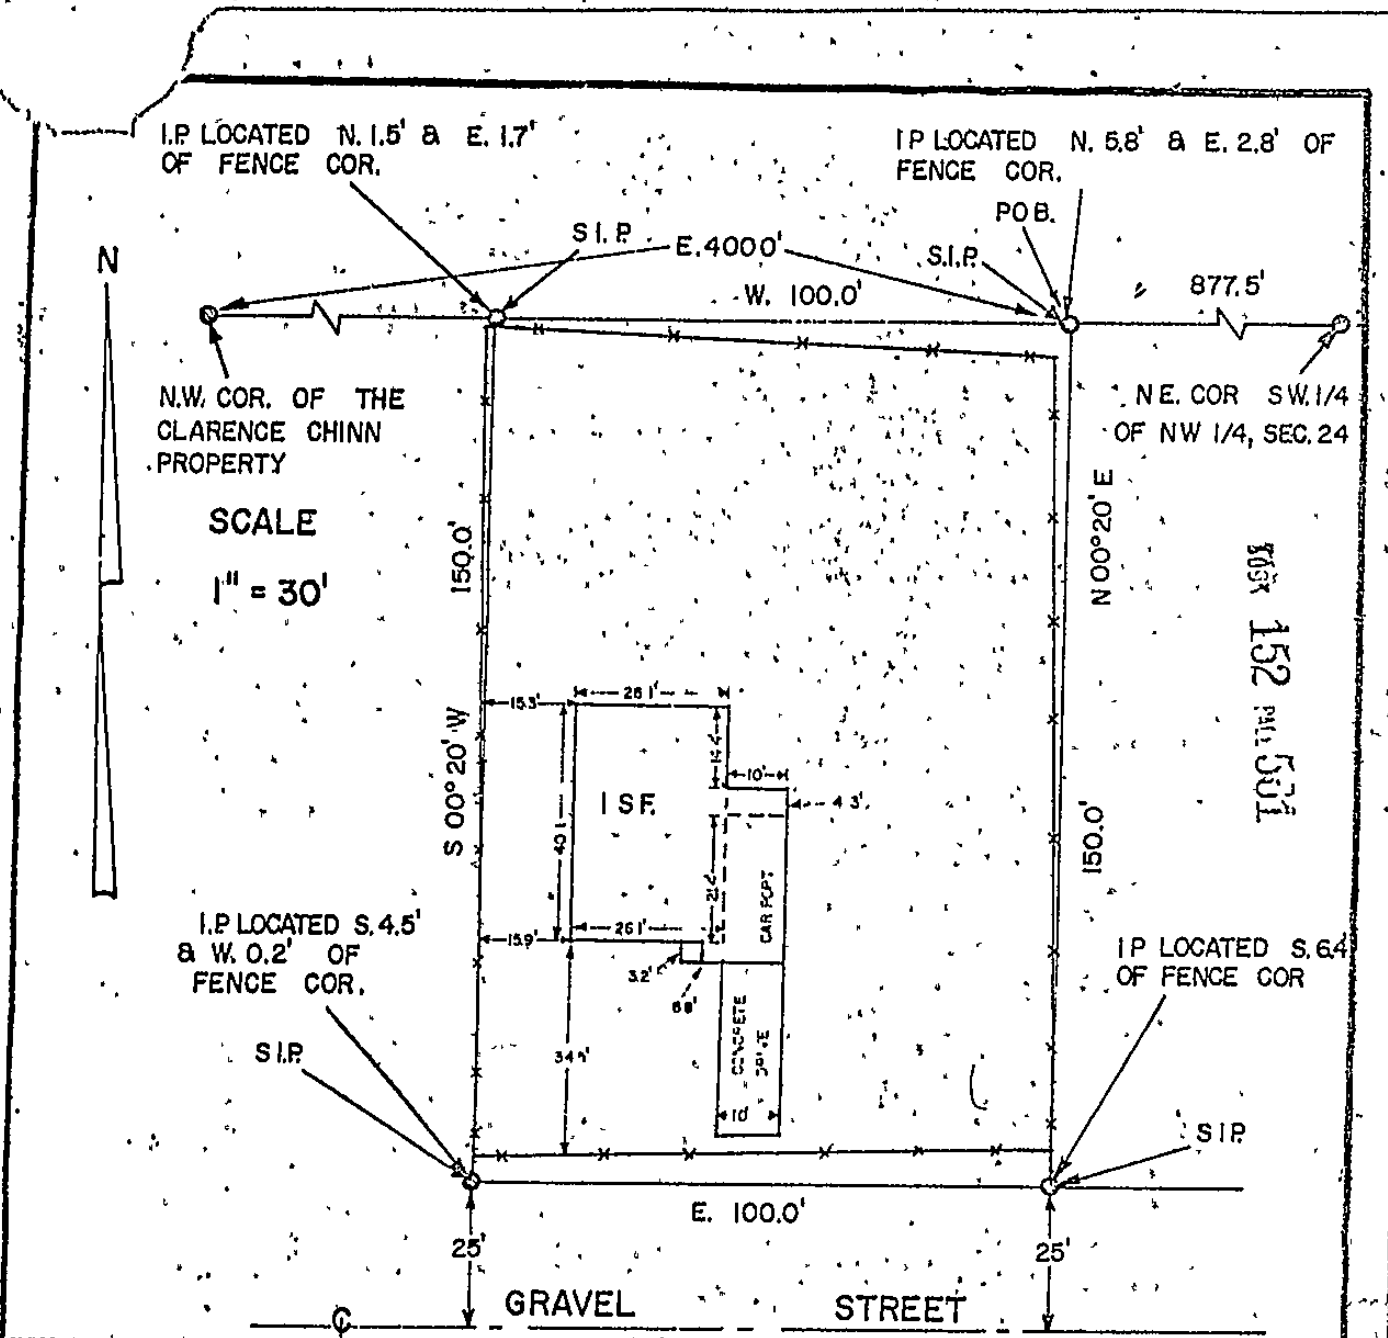 I.P. LOCATED N. 1.5' & E. 1.7'
OF FENCE COR.
I P LOCATED N. 5.8' & E. 2.8' OF
FENCE COR.
P O B.
S I. P.
E. 400.0'
S.I.P.
N
W. 100.0'
877.5'
N.W. COR. OF THE
CLARENCE CHINN
PROPERTY
N E. COR SW. 1/4
OF NW 1/4, SEC. 24
SCALE
1" = 30'
150.0'
S 00° 20' W
N 00° 20' E
150.0'
BOOK 152
26 1'
15.3'
14.4'
10'
4 3'
1 S F.
40 1
21.4'
CAR PORT
26 1'
15.9'
3.2'
6 8'
CONCRETE
DRIVE
10'
I.P LOCATED S. 4.5'
& W. 0.2' OF
FENCE COR.
S I.P.
I P LOCATED S. 6.4'
OF FENCE COR
S I P.
E. 100.0'
25'
25'
GRAVEL STREET